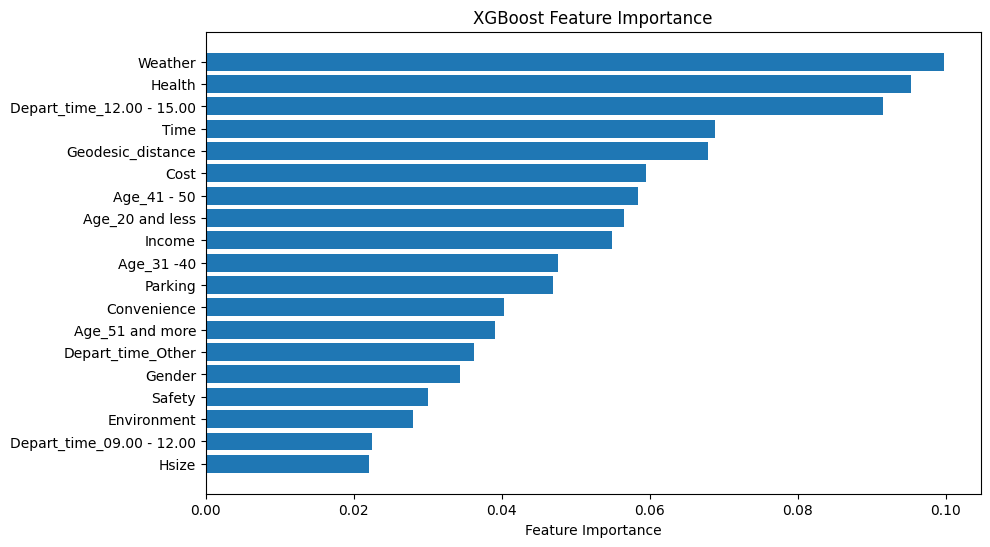 XGBoost Feature Importance
Weather
Health
Depart_time_12.00 - 15.00
Time
Geodesic_distance
Cost
Age_41 - 50
Age_20 and less
Income
Age_31 -40
Parking
Convenience
Age_51 and more
Depart_time_Other
Gender
Safety
Environment
Depart_time_09.00 - 12.00
Hsize
0.00 0.02 0.04 0.06 0.08 0.10
Feature Importance